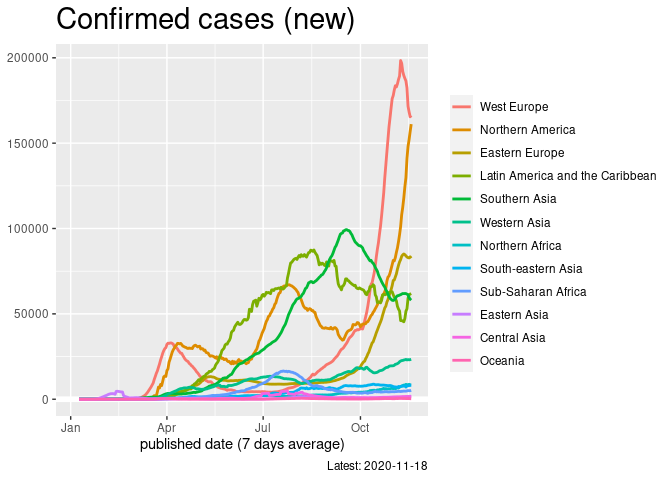 Confirmed cases (new)
200000
150000
100000
50000
0
Jan Apr Jul Oct
published date (7 days average)
Latest: 2020-11-18
West Europe
Northern America
Eastern Europe
Latin America and the Caribbean
Southern Asia
Western Asia
Northern Africa
South-eastern Asia
Sub-Saharan Africa
Eastern Asia
Central Asia
Oceania